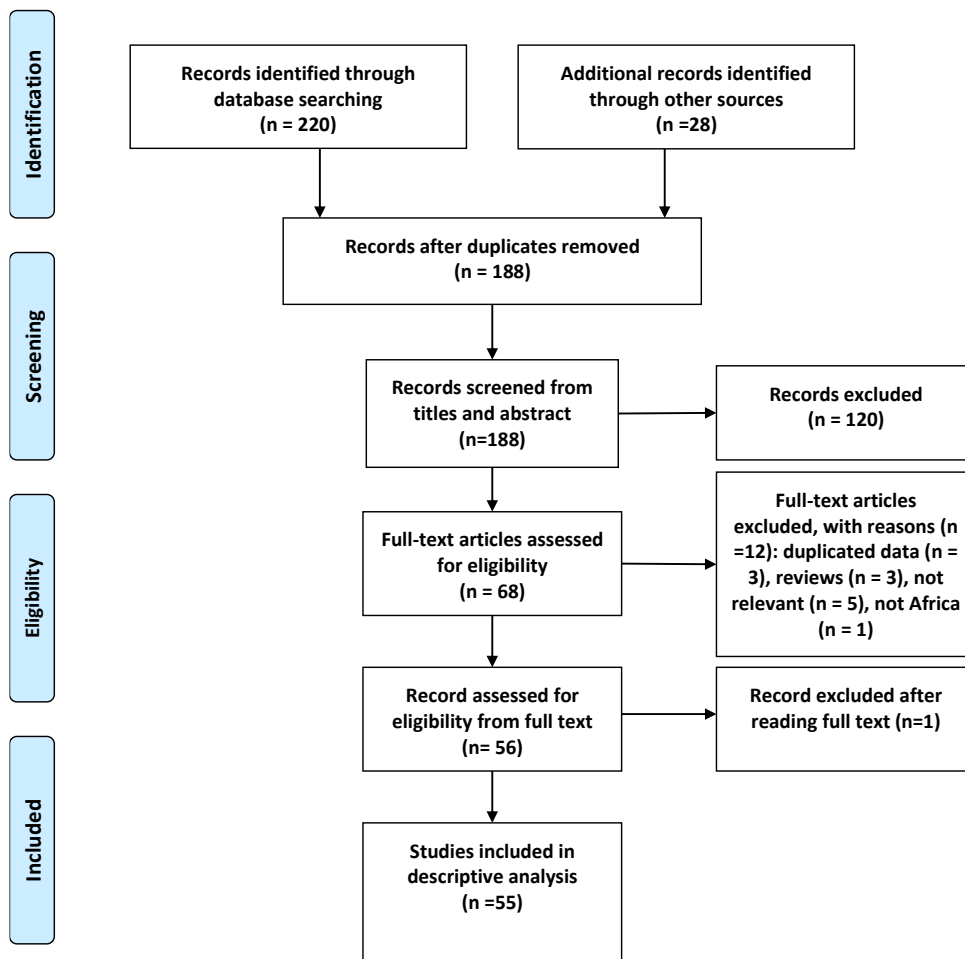 Identification
Records identified through
database searching
(n = 220)
Additional records identified
through other sources
(n =28)
Records after duplicates removed
(n = 188)
Screening
Records screened from
titles and abstract
(n=188)
Records excluded
(n = 120)
Eligibility
Full-text articles assessed
for eligibility
(n = 68)
Full-text articles
excluded, with reasons (n
=12): duplicated data (n =
3), reviews (n = 3), not
relevant (n = 5), not Africa
(n = 1)
Record assessed for
eligibility from full text
(n= 56)
Record excluded after
reading full text (n=1)
Included
Studies included in
descriptive analysis
(n =55)